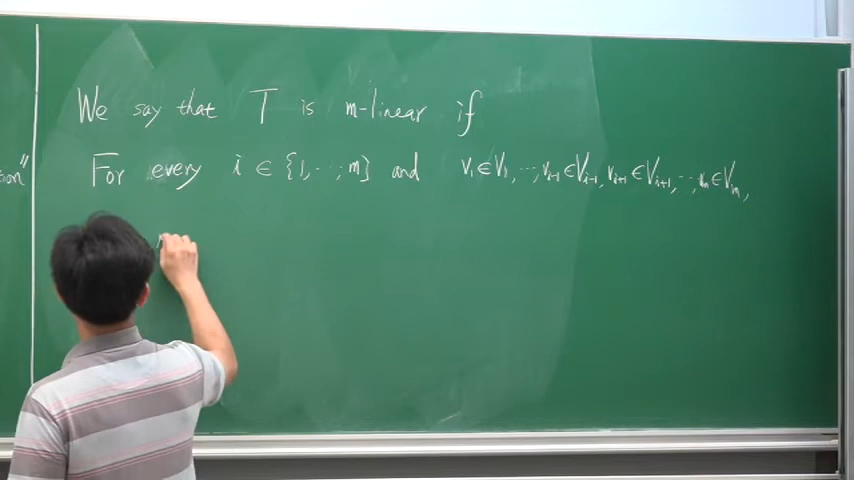 We say that T is m-linear if
tion" For every i ∈ {1,⋯,m} and v₁∈V₁,⋯,vᵢ₋₁∈Vᵢ₋₁,vᵢ₊₁∈Vᵢ₊₁,⋯,vₘ∈Vₘ,